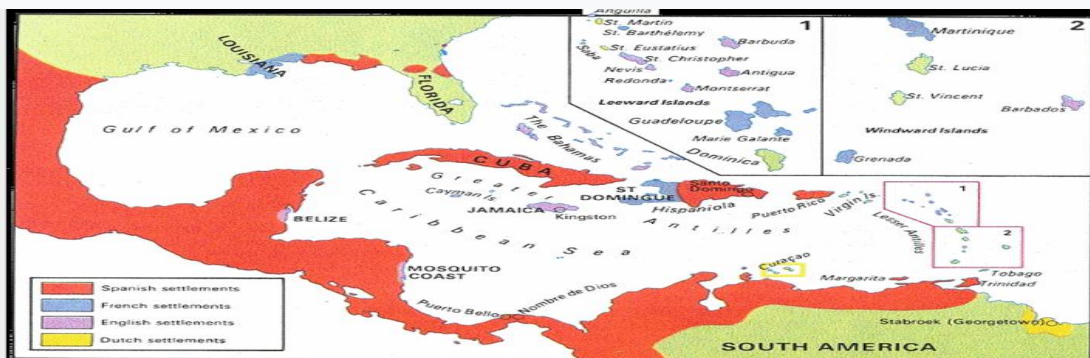 Anguilla
St. Martin
St. Barthélemy
Saba
St. Eustatius
St. Christopher
Nevis
Redonda
Barbuda
Antigua
Montserrat
Leeward Islands
Guadeloupe
Marie Galante
Dominica
1
2
Martinique
St. Lucia
St. Vincent
Barbados
Windward Islands
Grenada
LOUISIANA
FLORIDA
Gulf of Mexico
The Bahamas
CUBA
Greater Antilles
Cayman Is
JAMAICA
Kingston
ST
DOMINGUE
Santo
Domingo
Hispaniola
Puerto Rico
Virgin Is.
Lesser Antilles
1
2
BELIZE
Caribbean Sea
MOSQUITO
COAST
Curaçao
Margarita
Tobago
Trinidad
Puerto Bello
Nombre de Dios
Stabroek (Georgetown)
SOUTH AMERICA
Spanish settlements
French settlements
English settlements
Dutch settlements